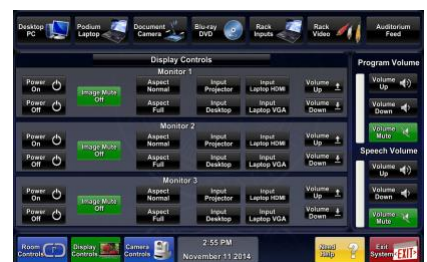 Desktop PC
Podium Laptop
Document Camera
Blu-ray DVD
Rack Inputs
Rack Video
Auditorium Feed
Display Controls
Program Volume
Monitor 1
Power On
Image Mute Off
Aspect Normal
Input Projector
Input Laptop HDMI
Volume Up
Power Off
Aspect Full
Input Desktop
Input Laptop VGA
Volume Down
Monitor 2
Power On
Image Mute Off
Aspect Normal
Input Projector
Input Laptop HDMI
Volume Up
Power Off
Aspect Full
Input Desktop
Input Laptop VGA
Volume Down
Monitor 3
Power On
Image Mute Off
Aspect Normal
Input Projector
Input Laptop HDMI
Volume Up
Power Off
Aspect Full
Input Desktop
Input Laptop VGA
Volume Down
Volume Up
Volume Down
Volume Mute
Speech Volume
Volume Up
Volume Down
Volume Mute
Room Controls
Display Controls
Camera Controls
2:55 PM
November 11 2014
Need Help
Exit System
EXIT